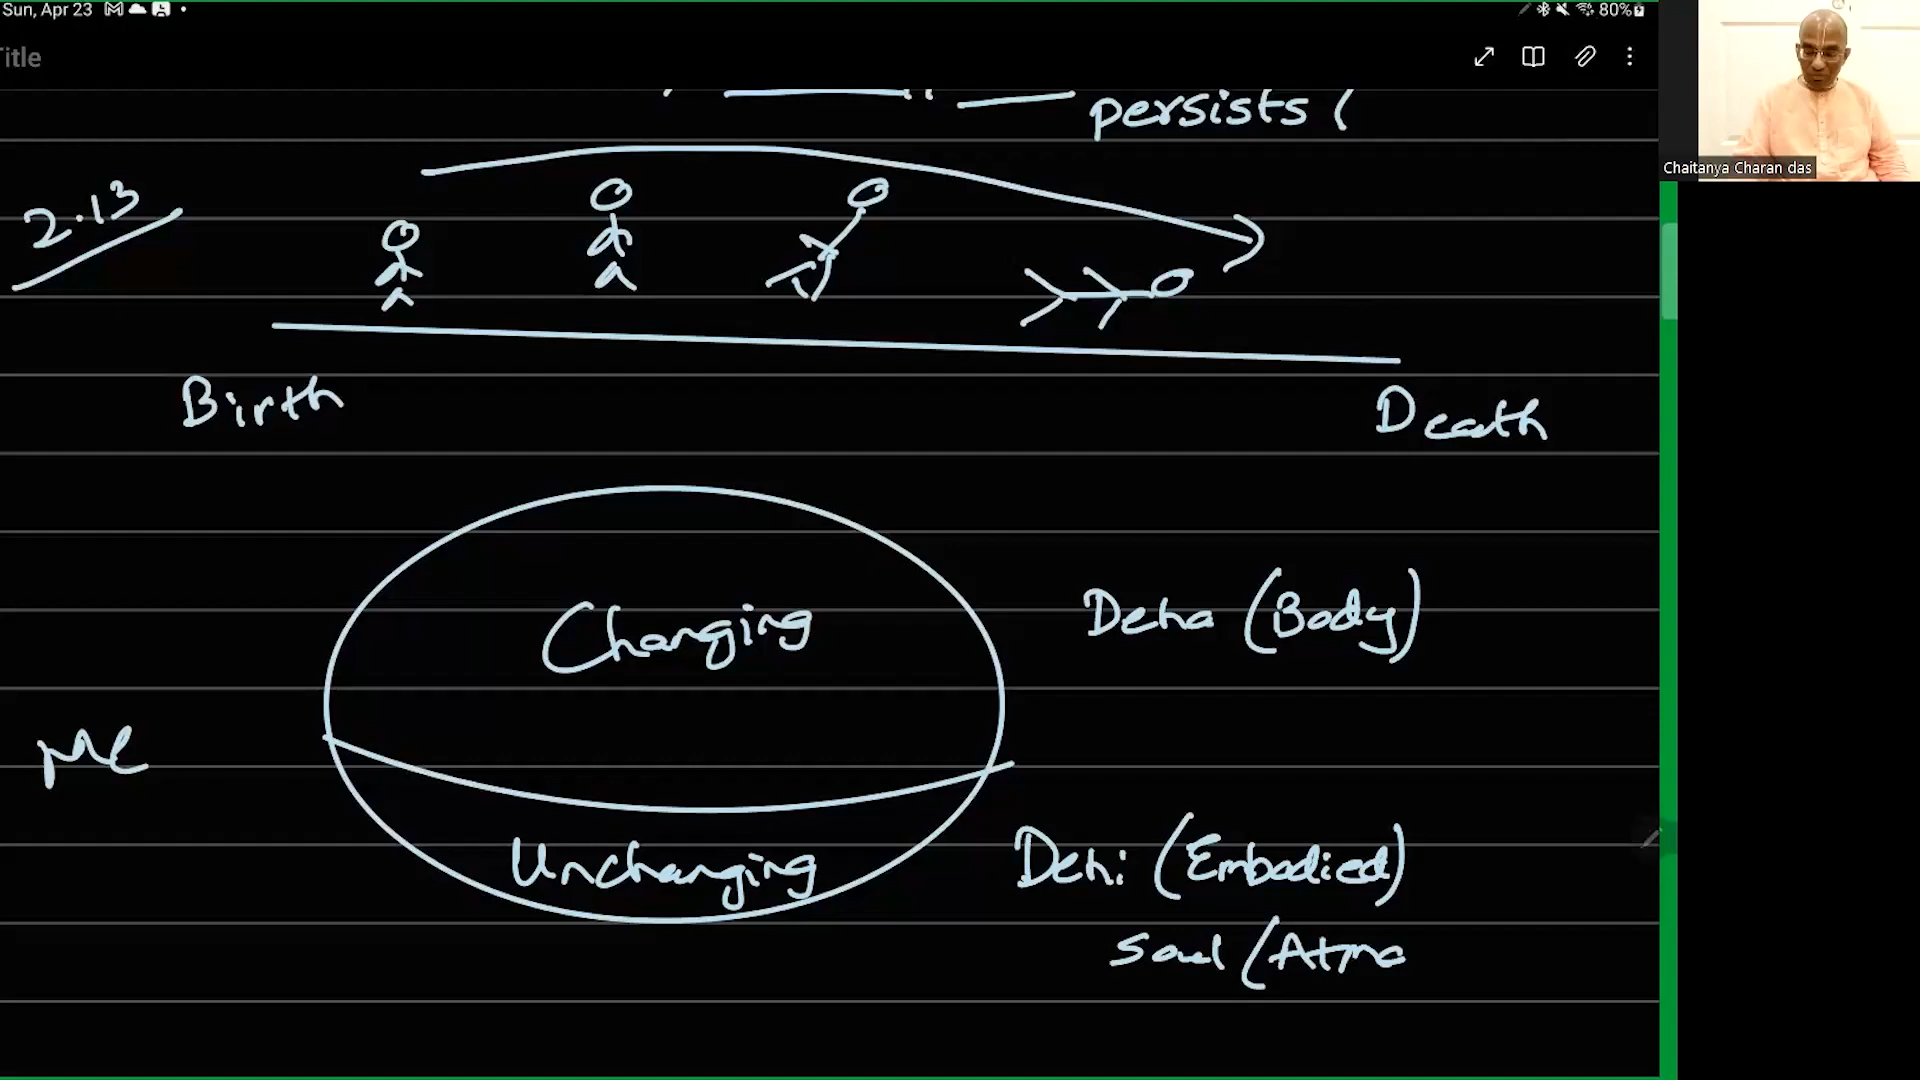 Sun, Apr 23
80%
Title
persists (
2.13
Birth
Death
Changing
Deha (Body)
Me
Unchanging
Dehi (Embodied)
Soul (Atma
Chaitanya Charan das